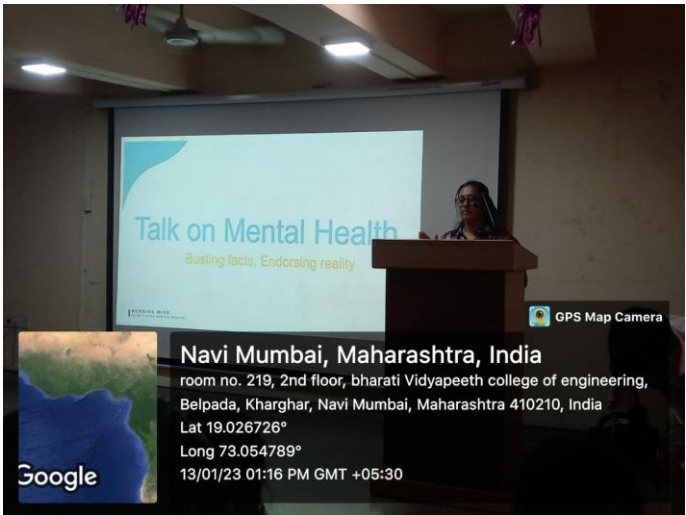 Talk on Mental Health
Busting facts, Endorsing reality
GPS Map Camera
Navi Mumbai, Maharashtra, India
room no. 219, 2nd floor, bharati Vidyapeeth college of engineering,
Belpada, Kharghar, Navi Mumbai, Maharashtra 410210, India
Lat 19.026726°
Long 73.054789°
13/01/23 01:16 PM GMT +05:30
Google